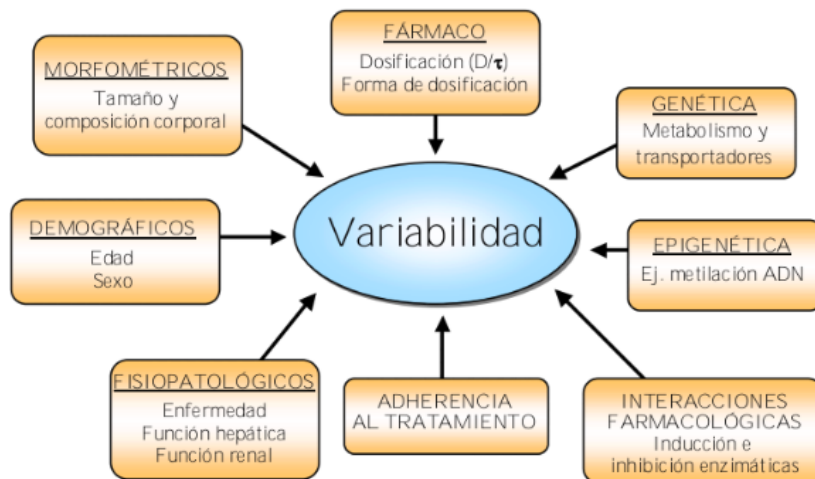 FÁRMACO
Dosificación (D/τ)
Forma de dosificación
MORFOMÉTRICOS
Tamaño y
composición corporal
GENÉTICA
Metabolismo y
transportadores
Variabilidad
DEMOGRÁFICOS
Edad
Sexo
EPIGENÉTICA
Ej. metilación ADN
FISIOPATOLÓGICOS
Enfermedad
Función hepática
Función renal
ADHERENCIA
AL TRATAMIENTO
INTERACCIONES
FARMACOLÓGICAS
Inducción e
inhibición enzimáticas